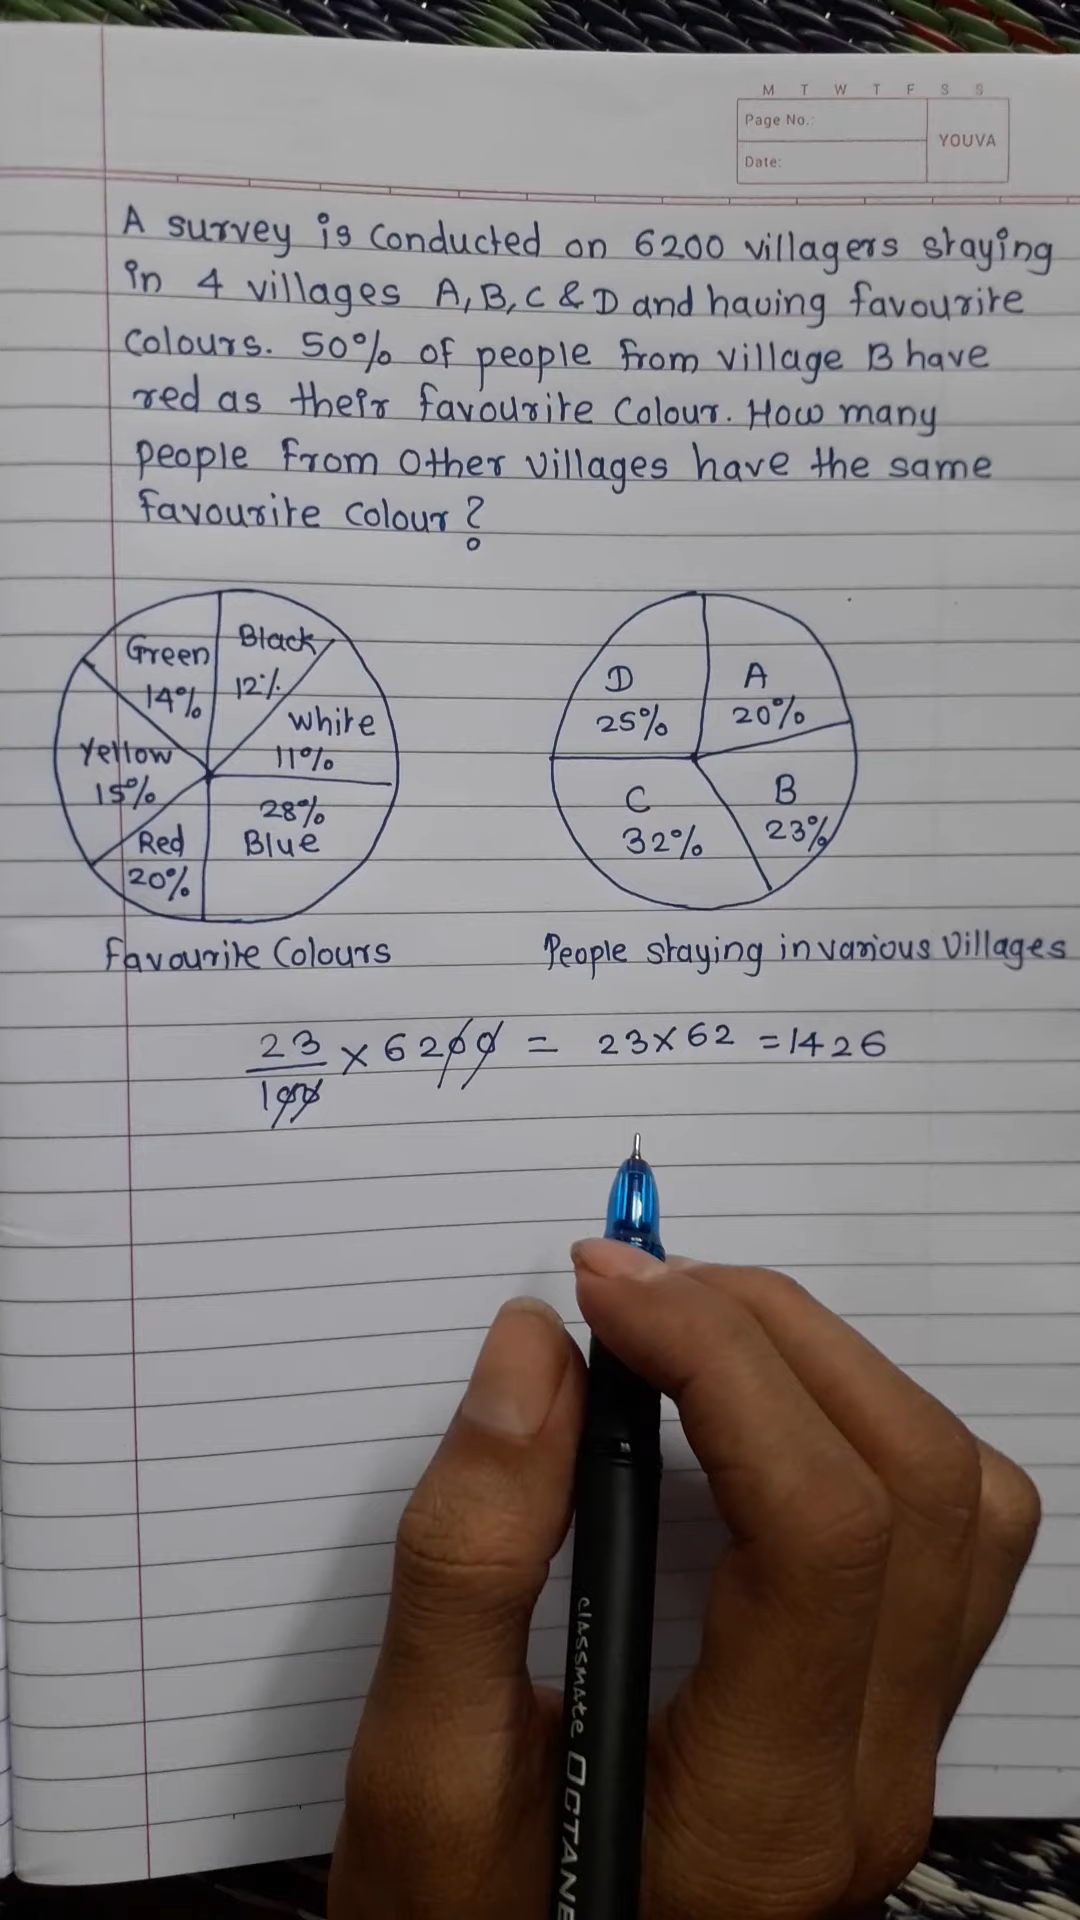 M T W T F S S
Page No.:
YOUVA
Date:
A survey is conducted on 6200 villagers staying
in 4 villages A, B, C & D and having favourite
colours. 50% of people from village B have
red as their favourite colour. How many
people from other villages have the same
favourite colour?
Green
14%
Black
12%
White
11%
Yellow
15%
28%
Blue
Red
20%
D
25%
A
20%
C
32%
B
23%
Favourite Colours
People staying in various villages
23/100 × 6200 = 23×62 = 1426
classmate OCTANE